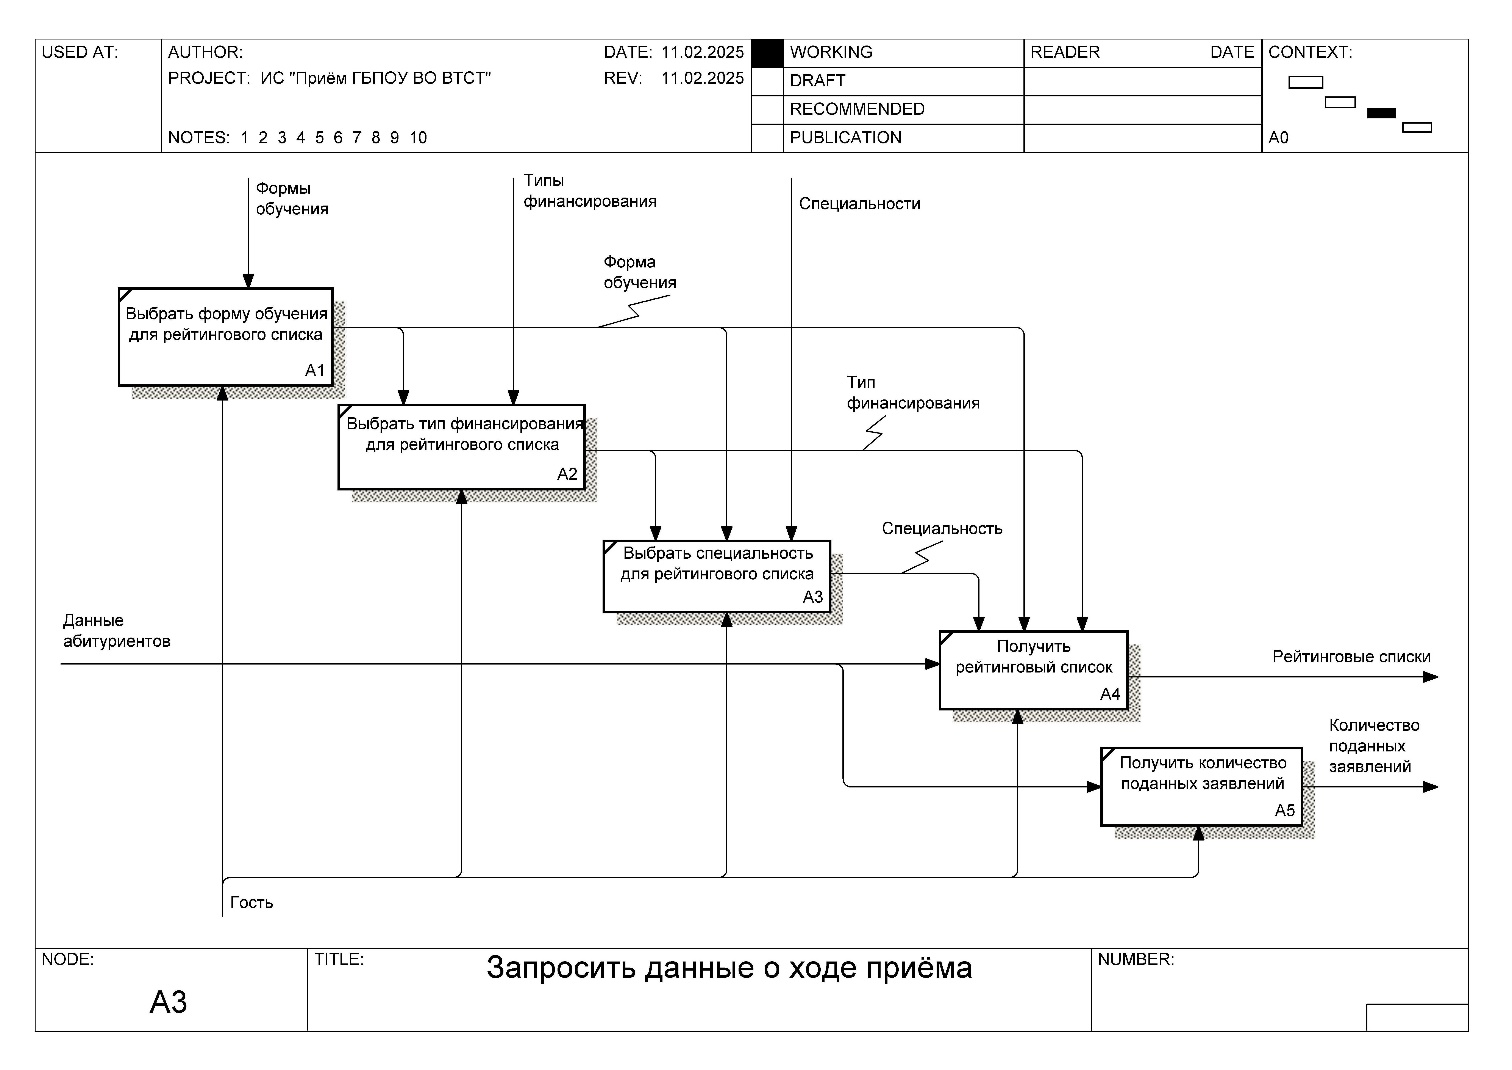 USED AT:
AUTHOR:
DATE: 11.02.2025
PROJECT: ИС "Приём ГБПОУ ВО ВТСТ"
REV: 11.02.2025
NOTES: 1 2 3 4 5 6 7 8 9 10
WORKING
DRAFT
RECOMMENDED
PUBLICATION
READER
DATE
CONTEXT:
A0
Формы
обучения
Типы
финансирования
Специальности
Форма
обучения
Выбрать форму обучения
для рейтингового списка
A1
Тип
финансирования
Выбрать тип финансирования
для рейтингового списка
A2
Специальность
Выбрать специальность
для рейтингового списка
A3
Данные
абитуриентов
Получить
рейтинговый список
A4
Рейтинговые списки
Количество
поданных
заявлений
Получить количество
поданных заявлений
A5
Гость
NODE:
A3
TITLE:
Запросить данные о ходе приёма
NUMBER: